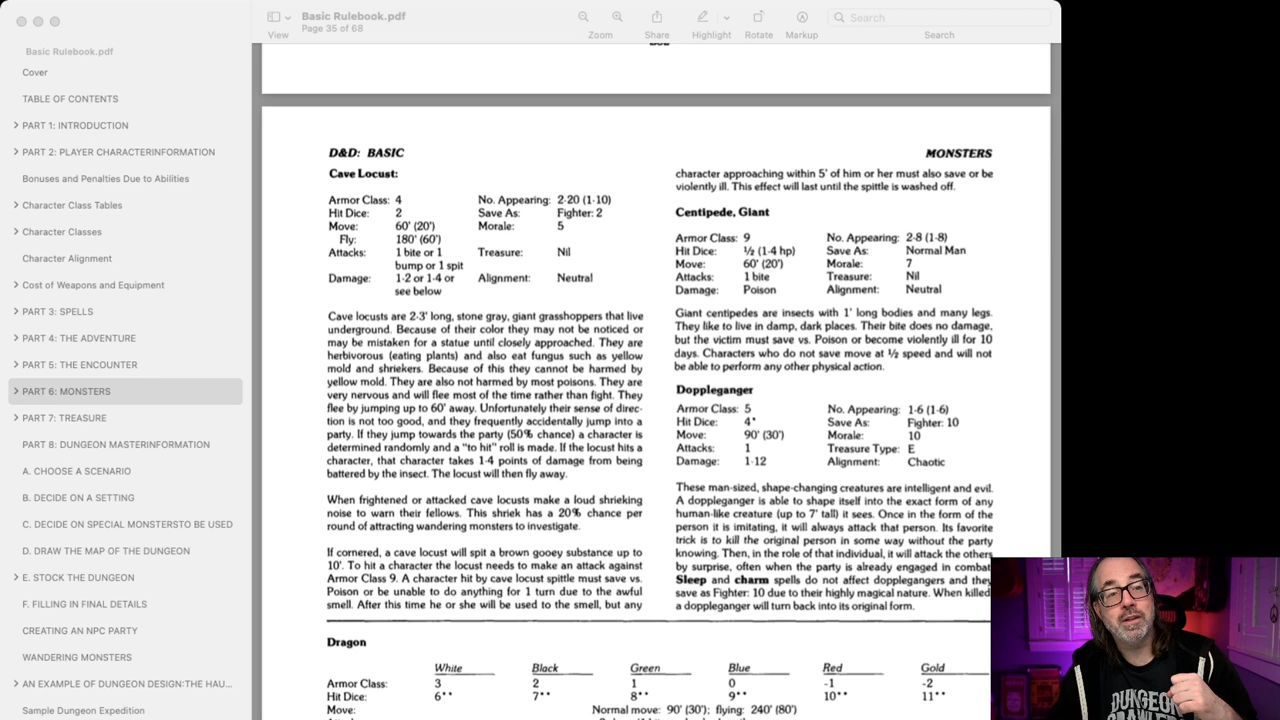 Basic Rulebook.pdf
Page 35 of 68
View
Zoom
Share
Highlight
Rotate
Markup
Search
Search
Basic Rulebook.pdf
Cover
TABLE OF CONTENTS
PART 1: INTRODUCTION
PART 2: PLAYER CHARACTERINFORMATION
Bonuses and Penalties Due to Abilities
Character Class Tables
Character Classes
Character Alignment
Cost of Weapons and Equipment
PART 3: SPELLS
PART 4: THE ADVENTURE
PART 5: THE ENCOUNTER
PART 6: MONSTERS
PART 7: TREASURE
PART 8: DUNGEON MASTERINFORMATION
A. CHOOSE A SCENARIO
B. DECIDE ON A SETTING
C. DECIDE ON SPECIAL MONSTERSTO BE USED
D. DRAW THE MAP OF THE DUNGEON
E. STOCK THE DUNGEON
F. FILLING IN FINAL DETAILS
CREATING AN NPC PARTY
WANDERING MONSTERS
AN EXAMPLE OF DUNGEON DESIGN:THE HAU...
Sample Dungeon Expedition
D&D: BASIC
MONSTERS
Cave Locust:
Armor Class: 4 No. Appearing: 2-20 (1-10)
Hit Dice: 2 Save As: Fighter: 2
Move: 60' (20') Morale: 5
Fly: 180' (60')
Attacks: 1 bite or 1 Treasure: Nil
bump or 1 spit
Damage: 1-2 or 1-4 or Alignment: Neutral
see below
Cave locusts are 2-3' long, stone gray, giant grasshoppers that live
underground. Because of their color they may not be noticed or
may be mistaken for a statue until closely approached. They are
herbivorous (eating plants) and also eat fungus such as yellow
mold and shriekers. Because of this they cannot be harmed by
yellow mold. They are also not harmed by most poisons. They are
very nervous and will flee most of the time rather than fight. They
flee by jumping up to 60' away. Unfortunately their sense of direc-
tion is not too good, and they frequently accidentally jump into a
party. If they jump towards the party (50% chance) a character is
determined randomly and a "to hit" roll is made. If the locust hits a
character, that character takes 1-4 points of damage from being
battered by the insect. The locust will then fly away.
When frightened or attacked cave locusts make a loud shrieking
noise to warn their fellows. This shriek has a 20% chance per
round of attracting wandering monsters to investigate.
If cornered, a cave locust will spit a brown gooey substance up to
10'. To hit a character the locust needs to make an attack against
Armor Class 9. A character hit by cave locust spittle must save vs.
Poison or be unable to do anything for 1 turn due to the awful
smell. After this time he or she will be used to the smell, but any
character approaching within 5' of him or her must also save or be
violently ill. This effect will last until the spittle is washed off.
Centipede, Giant
Armor Class: 9 No. Appearing: 2-8 (1-8)
Hit Dice: ½ (1-4 hp) Save As: Normal Man
Move: 60' (20') Morale: 7
Attacks: 1 bite Treasure: Nil
Damage: Poison Alignment: Neutral
Giant centipedes are insects with 1' long bodies and many legs.
They like to live in damp, dark places. Their bite does no damage,
but the victim must save vs. Poison or become violently ill for 10
days. Characters who do not save move at ½ speed and will not
be able to perform any other physical action.
Doppleganger
Armor Class: 5 No. Appearing: 1-6 (1-6)
Hit Dice: 4* Save As: Fighter: 10
Move: 90' (30') Morale: 10
Attacks: 1 Treasure Type: E
Damage: 1-12 Alignment: Chaotic
These man-sized, shape-changing creatures are intelligent and evil.
A doppleganger is able to shape itself into the exact form of any
human-like creature (up to 7' tall) it sees. Once in the form of the
person it is imitating, it will always attack that person. Its favorite
trick is to kill the original person in some way without the party
knowing. Then, in the role of that individual, it will attack the others
by surprise, often when the party is already engaged in combat
Sleep and charm spells do not affect dopplegangers and they
save as Fighter: 10 due to their highly magical nature. When killed
a doppleganger will turn back into its original form.
Dragon
White Black Green Blue Red Gold
Armor Class: 3 2 1 0 -1 -2
Hit Dice: 6** 7** 8** 9** 10** 11**
Move: Normal move: 90' (30'); flying: 240' (80')
DUNGEON